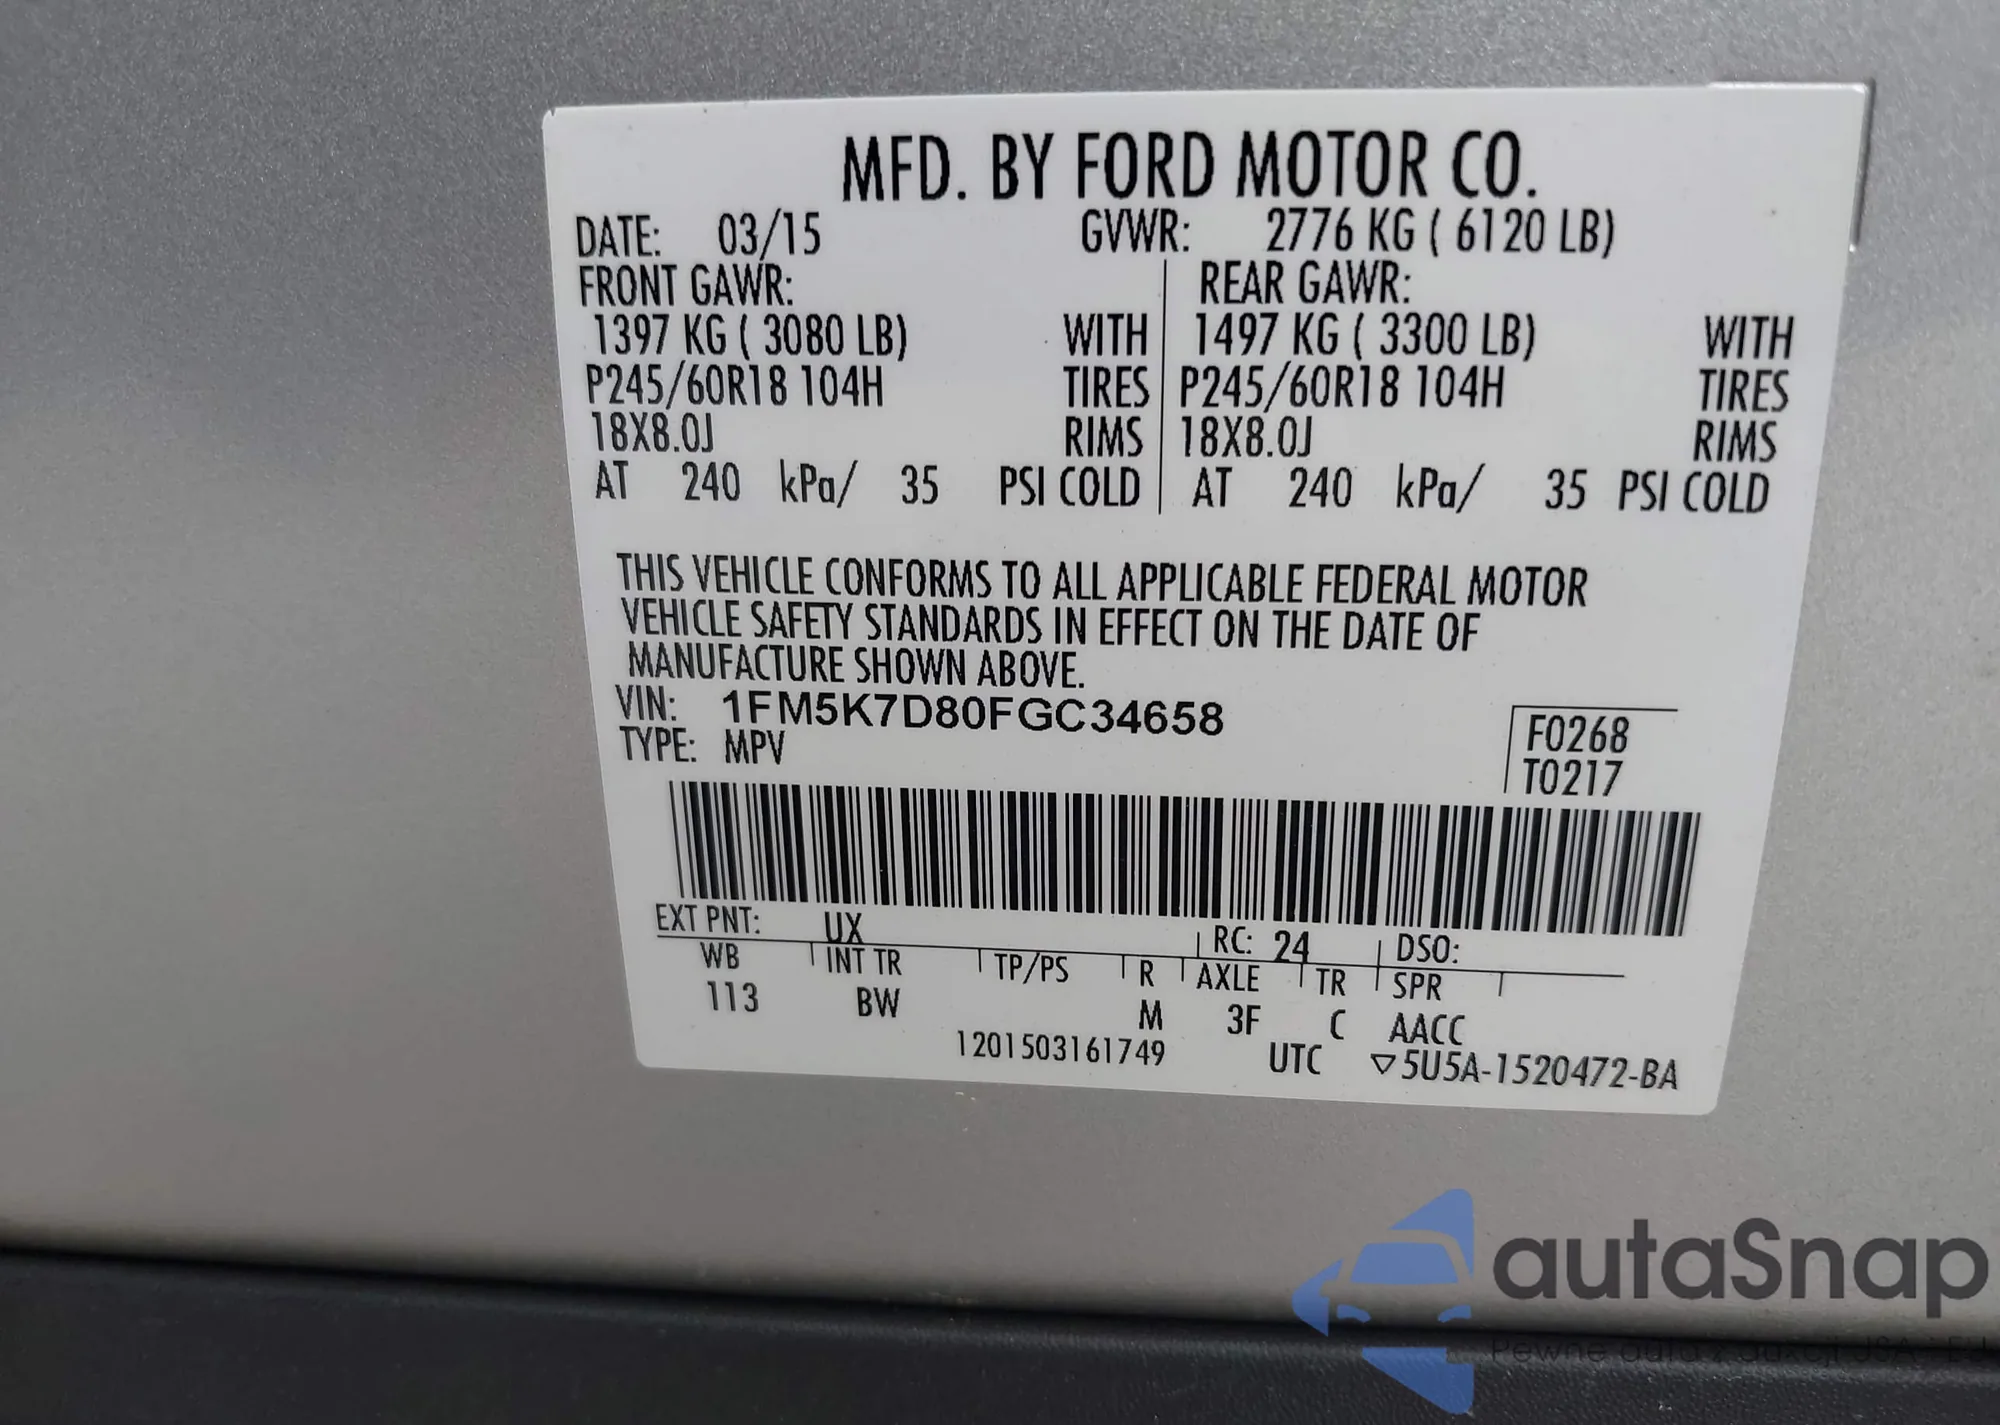 MFD. BY FORD MOTOR CO.
DATE: 03/15 GVWR: 2776 KG ( 6120 LB)
FRONT GAWR: REAR GAWR:
1397 KG ( 3080 LB) WITH 1497 KG ( 3300 LB) WITH
P245/60R18 104H TIRES P245/60R18 104H TIRES
18X8.0J RIMS 18X8.0J RIMS
AT 240 kPa/ 35 PSI COLD AT 240 kPa/ 35 PSI COLD
THIS VEHICLE CONFORMS TO ALL APPLICABLE FEDERAL MOTOR
VEHICLE SAFETY STANDARDS IN EFFECT ON THE DATE OF
MANUFACTURE SHOWN ABOVE.
VIN: 1FM5K7D80FGC34658
TYPE: MPV
F0268
T0217
EXT PNT: UX RC: 24 DSO:
WB INT TR TP/PS R AXLE TR SPR
113 BW M 3F C AACC
1201503161749 UTC ▽5U5A-1520472-BA
autaSnap
Pewne auta z aukcji USA i EU